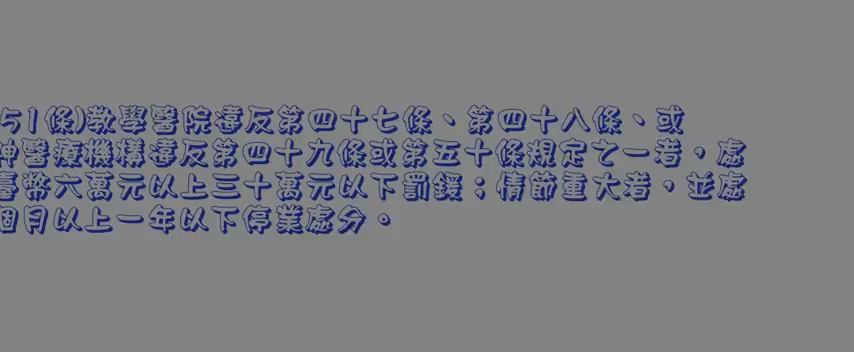 51條)教學醫院違反第四十七條、第四十八條、或
神醫療機構違反第四十九條或第五十條規定之一者，處
臺幣六萬元以上三十萬元以下罰鍰；情節重大者，並處
個月以上一年以下停業處分。